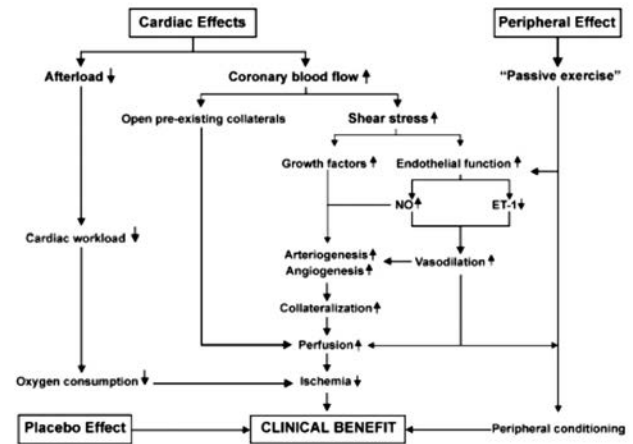 Cardiac Effects
Peripheral Effect
Afterload ↓
Coronary blood flow ↑
“Passive exercise”
Open pre-existing collaterals
Shear stress ↑
Growth factors ↑
Endothelial function ↑
NO ↑
ET-1 ↓
Cardiac workload ↓
Arteriogenesis ↑
Angiogenesis ↑
Vasodilation ↑
Collateralization ↑
Perfusion ↑
Oxygen consumption ↓
Ischemia ↓
Placebo Effect
CLINICAL BENEFIT
Peripheral conditioning